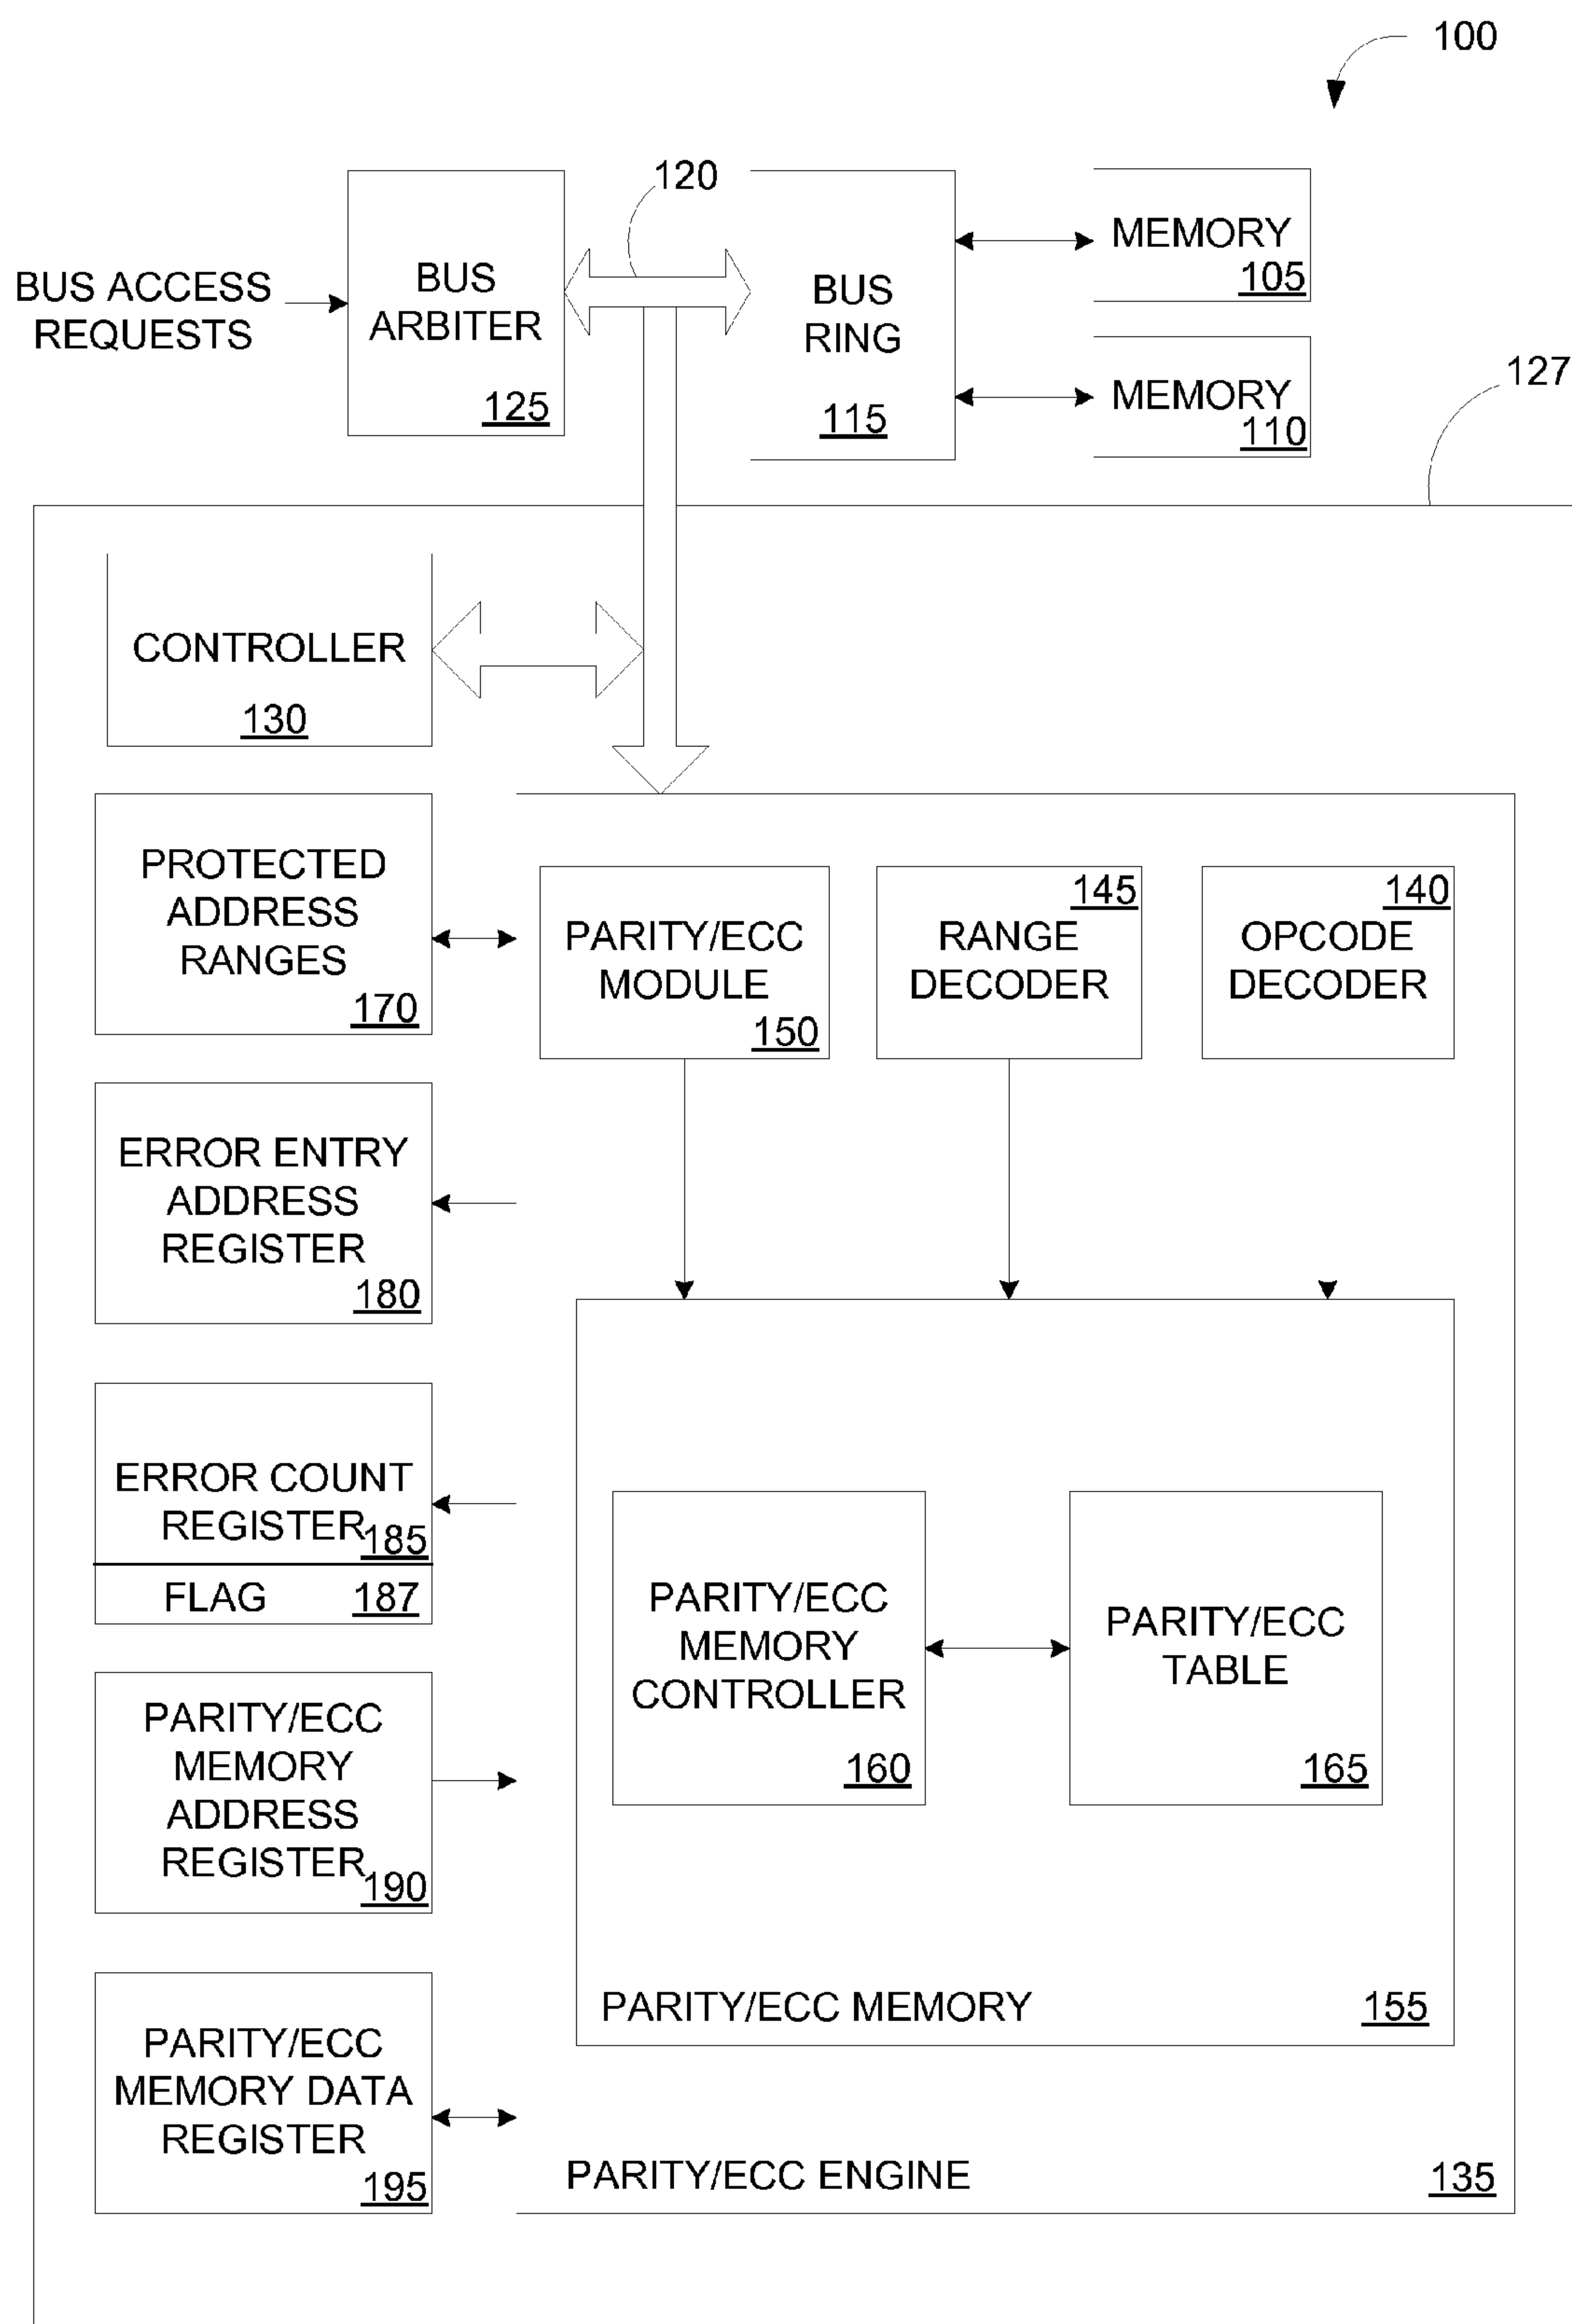 100
120
BUS ACCESS
REQUESTS
BUS
ARBITER
125
BUS
RING
115
MEMORY
105
MEMORY
110
127
CONTROLLER
130
PROTECTED
ADDRESS
RANGES
170
PARITY/ECC
MODULE
150
145
RANGE
DECODER
140
OPCODE
DECODER
ERROR ENTRY
ADDRESS
REGISTER
180
ERROR COUNT
REGISTER
185
FLAG 187
PARITY/ECC
MEMORY
CONTROLLER
160
PARITY/ECC
TABLE
165
PARITY/ECC
MEMORY
ADDRESS
REGISTER
190
PARITY/ECC MEMORY 155
PARITY/ECC
MEMORY DATA
REGISTER
195
PARITY/ECC ENGINE 135